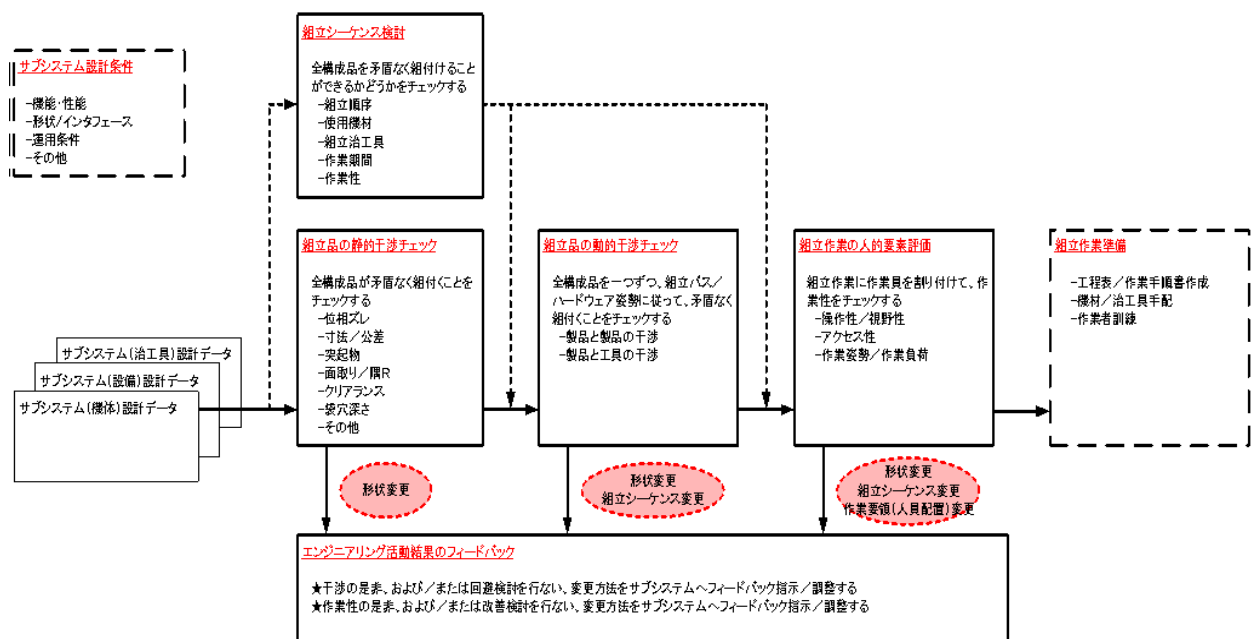 サブシステム設計条件
-機能・性能
-形状/インタフェース
-運用条件
-その他
組立シーケンス検討
全構成品を矛盾なく組付けること
ができるかどうかをチェックする
-組立順序
-使用機材
-組立治工具
-作業期間
-作業性
サブシステム(治工具)設計データ
サブシステム(設備)設計データ
サブシステム(機体)設計データ
組立品の静的干渉チェック
全構成品が矛盾なく組付くことを
チェックする
-位相ズレ
-寸法/公差
-突起物
-面取り/隅R
-クリアランス
-袋穴深さ
-その他
組立品の動的干渉チェック
全構成品を一つずつ、組立パス/
ハードウェア姿勢に従って、矛盾なく
組付くことをチェックする
-製品と製品の干渉
-製品と工具の干渉
組立作業の人的要素評価
組立作業に作業員を割り付けて、作
業性をチェックする
-操作性/視野性
-アクセス性
-作業姿勢/作業負荷
組立作業準備
-工程表/作業手順書作成
-機材/治工具手配
-作業者訓練
形状変更
形状変更
組立シーケンス変更
形状変更
組立シーケンス変更
作業要領(人員配置)変更
エンジニアリング活動結果のフィードバック
★干渉の是非、および/または回避検討を行ない、変更方法をサブシステムへフィードバック指示/調整する
★作業性の是非、および/または改善検討を行ない、変更方法をサブシステムへフィードバック指示/調整する